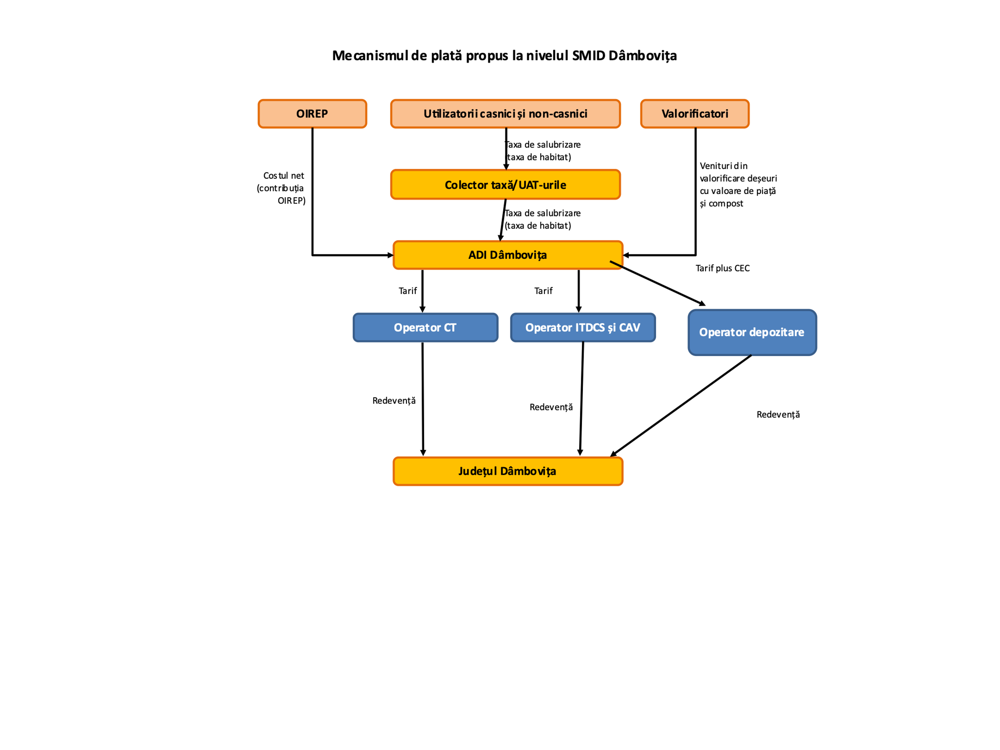 Mecanismul de plată propus la nivelul SMID Dâmbovița
OIREP
Utilizatorii casnici și non-casnici
Valorificatori
Taxa de salubrizare
(taxa de habitat)
Venituri din
valorificare deșeuri
cu valoare de piață
și compost
Costul net
(contribuția
OIREP)
Colector taxă/UAT-urile
Taxa de salubrizare
(taxa de habitat)
ADI Dâmbovița
Tarif plus CEC
Tarif
Tarif
Operator CT
Operator ITDCS și CAV
Operator depozitare
Redevență
Redevență
Redevență
Județul Dâmbovița